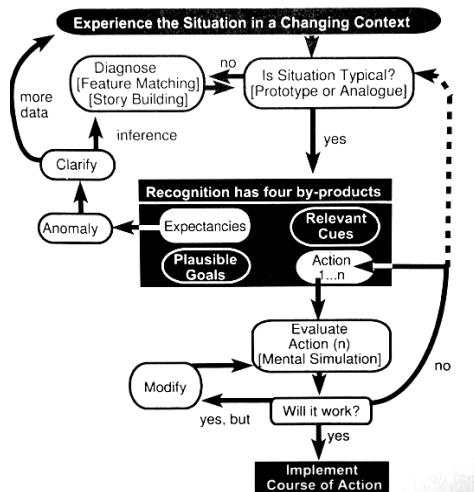 Experience the Situation in a Changing Context
Diagnose
[Feature Matching]
[Story Building]
no
Is Situation Typical?
[Prototype or Analogue]
more
data
inference
yes
Clarify
Recognition has four by-products
Anomaly
Expectancies
Relevant
Cues
Plausible
Goals
Action
1...n
Evaluate
Action (n)
[Mental Simulation]
no
Modify
yes, but
Will it work?
yes
Implement
Course of Action